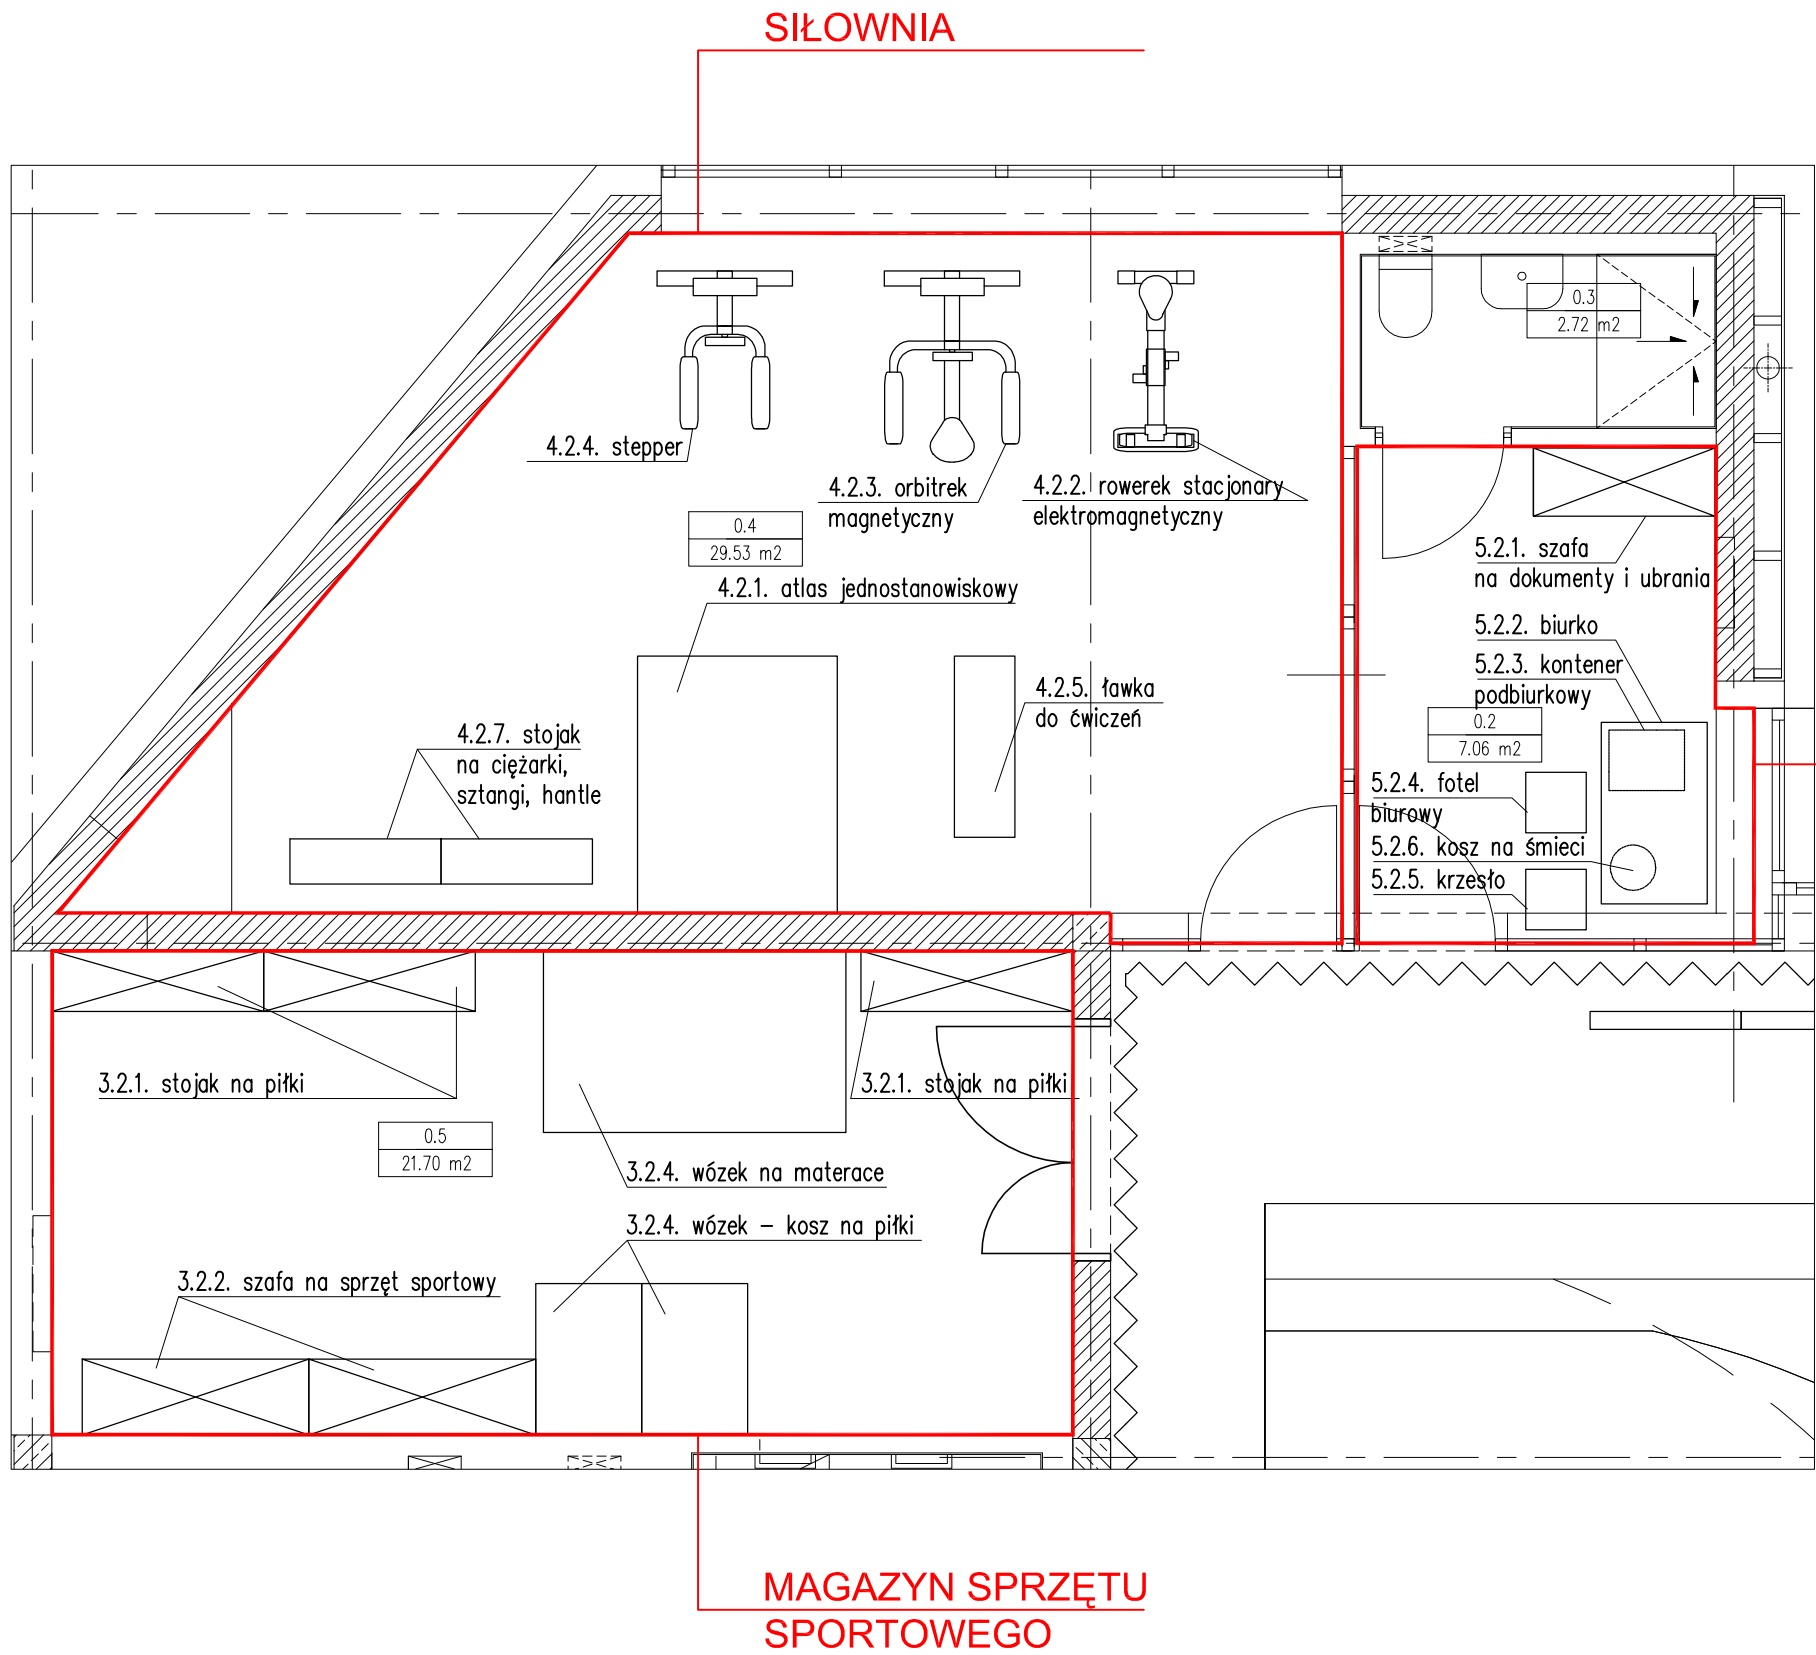 SIŁOWNIA
0.3
2.72 m2
4.2.4. stepper
4.2.3. orbitrek
magnetyczny
4.2.2. rowerek stacjonary
elektromagnetyczny
0.4
29.53 m2
5.2.1. szafa
na dokumenty i ubrania
4.2.1. atlas jednostanowiskowy
5.2.2. biurko
5.2.3. kontener
podbiurkowy
4.2.5. ławka
do ćwiczeń
0.2
7.06 m2
4.2.7. stojak
na ciężarki,
sztangi, hantle
5.2.4. fotel
biurowy
5.2.6. kosz na śmieci
5.2.5. krzesło
3.2.1. stojak na piłki
3.2.1. stojak na piłki
0.5
21.70 m2
3.2.4. wózek na materace
3.2.4. wózek – kosz na piłki
3.2.2. szafa na sprzęt sportowy
MAGAZYN SPRZĘTU
SPORTOWEGO